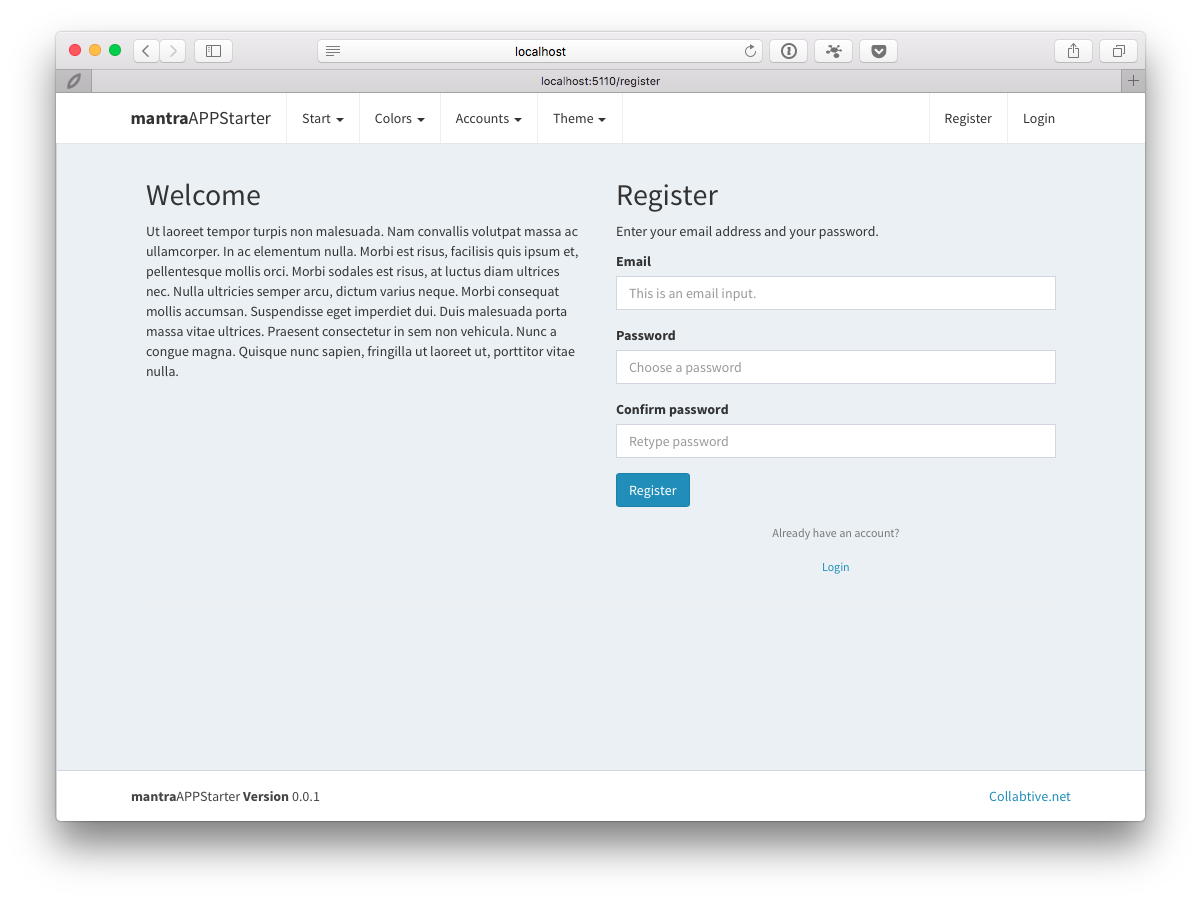 localhost
localhost:5110/register
mantraAPPStarter
Start
Colors
Accounts
Theme
Register
Login
Welcome
Ut laoreet tempor turpis non malesuada. Nam convallis volutpat massa ac
ullamcorper. In ac elementum nulla. Morbi est risus, facilisis quis ipsum et,
pellentesque mollis orci. Morbi sodales est risus, at luctus diam ultrices
nec. Nulla ultricies semper arcu, dictum varius neque. Morbi consequat
mollis accumsan. Suspendisse eget imperdiet dui. Duis malesuada porta
massa vitae ultrices. Praesent consectetur in sem non vehicula. Nunc a
congue magna. Quisque nunc sapien, fringilla ut laoreet ut, porttitor vitae
nulla.
Register
Enter your email address and your password.
Email
This is an email input.
Password
Choose a password
Confirm password
Retype password
Register
Already have an account?
Login
mantraAPPStarter Version 0.0.1
Collabtive.net